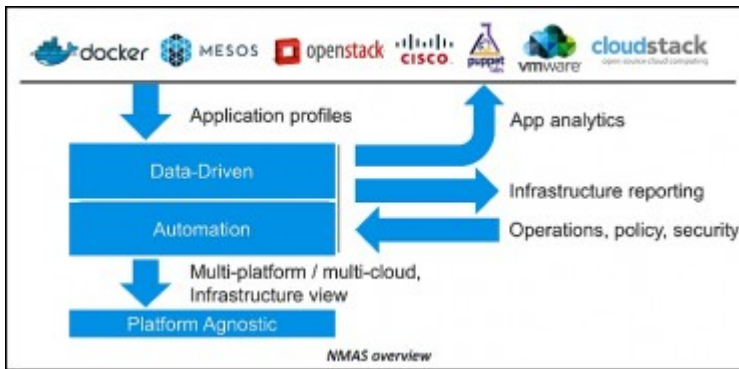 docker MESOS openstack CISCO puppet labs vmware cloudstack
open source cloud computing
Application profiles
App analytics
Data-Driven
Infrastructure reporting
Automation
Operations, policy, security
Multi-platform / multi-cloud,
Infrastructure view
Platform Agnostic
NMAS overview